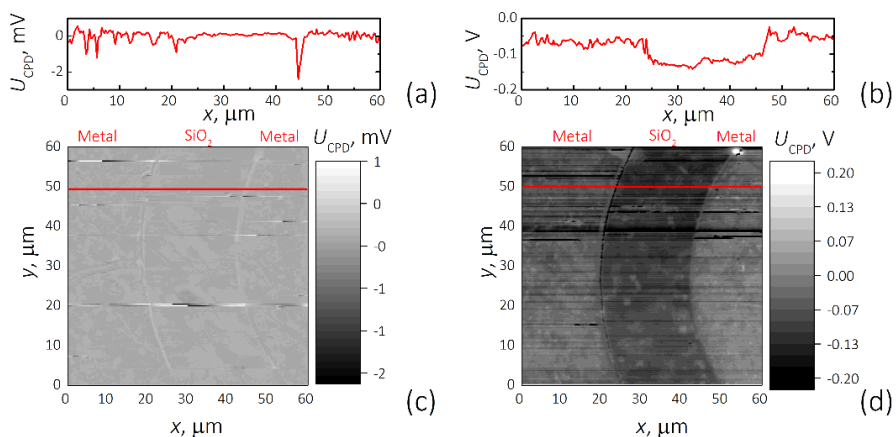 U_CPD, mV
0
-2
0 10 20 30 40 50 60
x, μm
(a)
U_CPD, V
0.0
-0.1
-0.2
0 10 20 30 40 50 60
x, μm
(b)
Metal SiO₂ Metal
U_CPD, mV
60
50
40
30
20
10
0
y, μm
0 10 20 30 40 50 60
x, μm
1
0
-0
-1
-1
-2
(c)
Metal SiO₂ Metal
U_CPD, V
60
50
40
30
20
10
0
y, μm
0 10 20 30 40 50 60
x, μm
0.20
0.13
0.07
0.00
-0.07
-0.13
-0.20
(d)